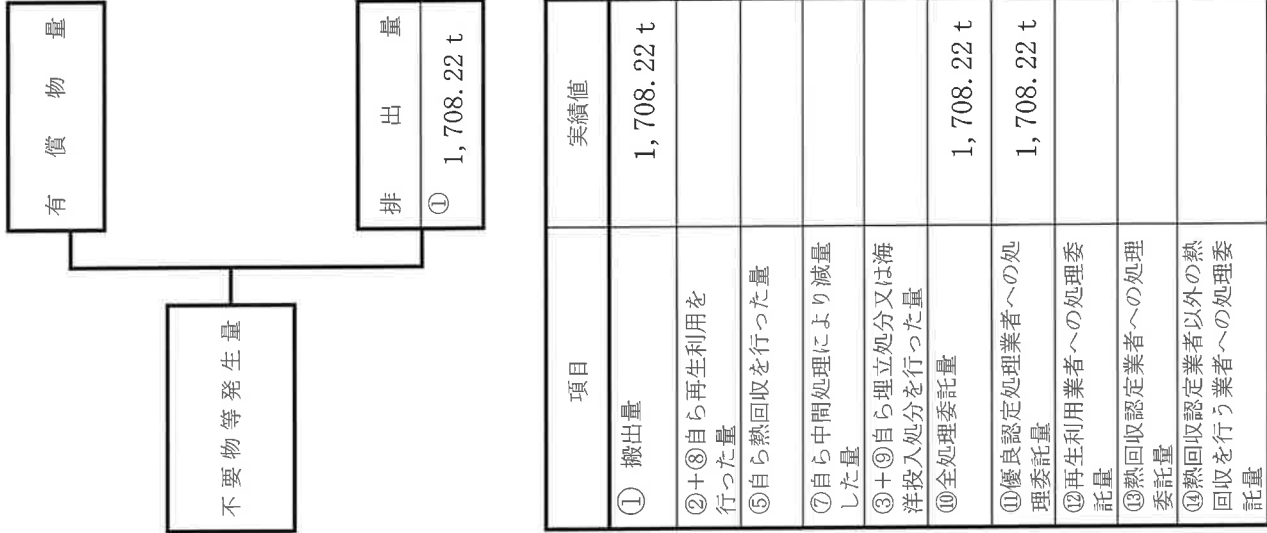 有償物量
不要物等発生量
排出量
① 1,708.22 t
項目 実績値
① 搬出量 1,708.22 t
②+⑧自ら再生利用を
行った量
⑤自ら熱回収を行った量
⑦自ら中間処理により減量
した量
③+⑨自ら埋立処分又は海
洋投入処分を行った量
⑩全処理委託量 1,708.22 t
⑪優良認定処理業者への処
理委託量 1,708.22 t
⑫再生利用業者への処理委
託量
⑬熱回収認定業者への処理
委託量
⑭熱回収認定業者以外の熱
回収を行う業者への処理委
託量